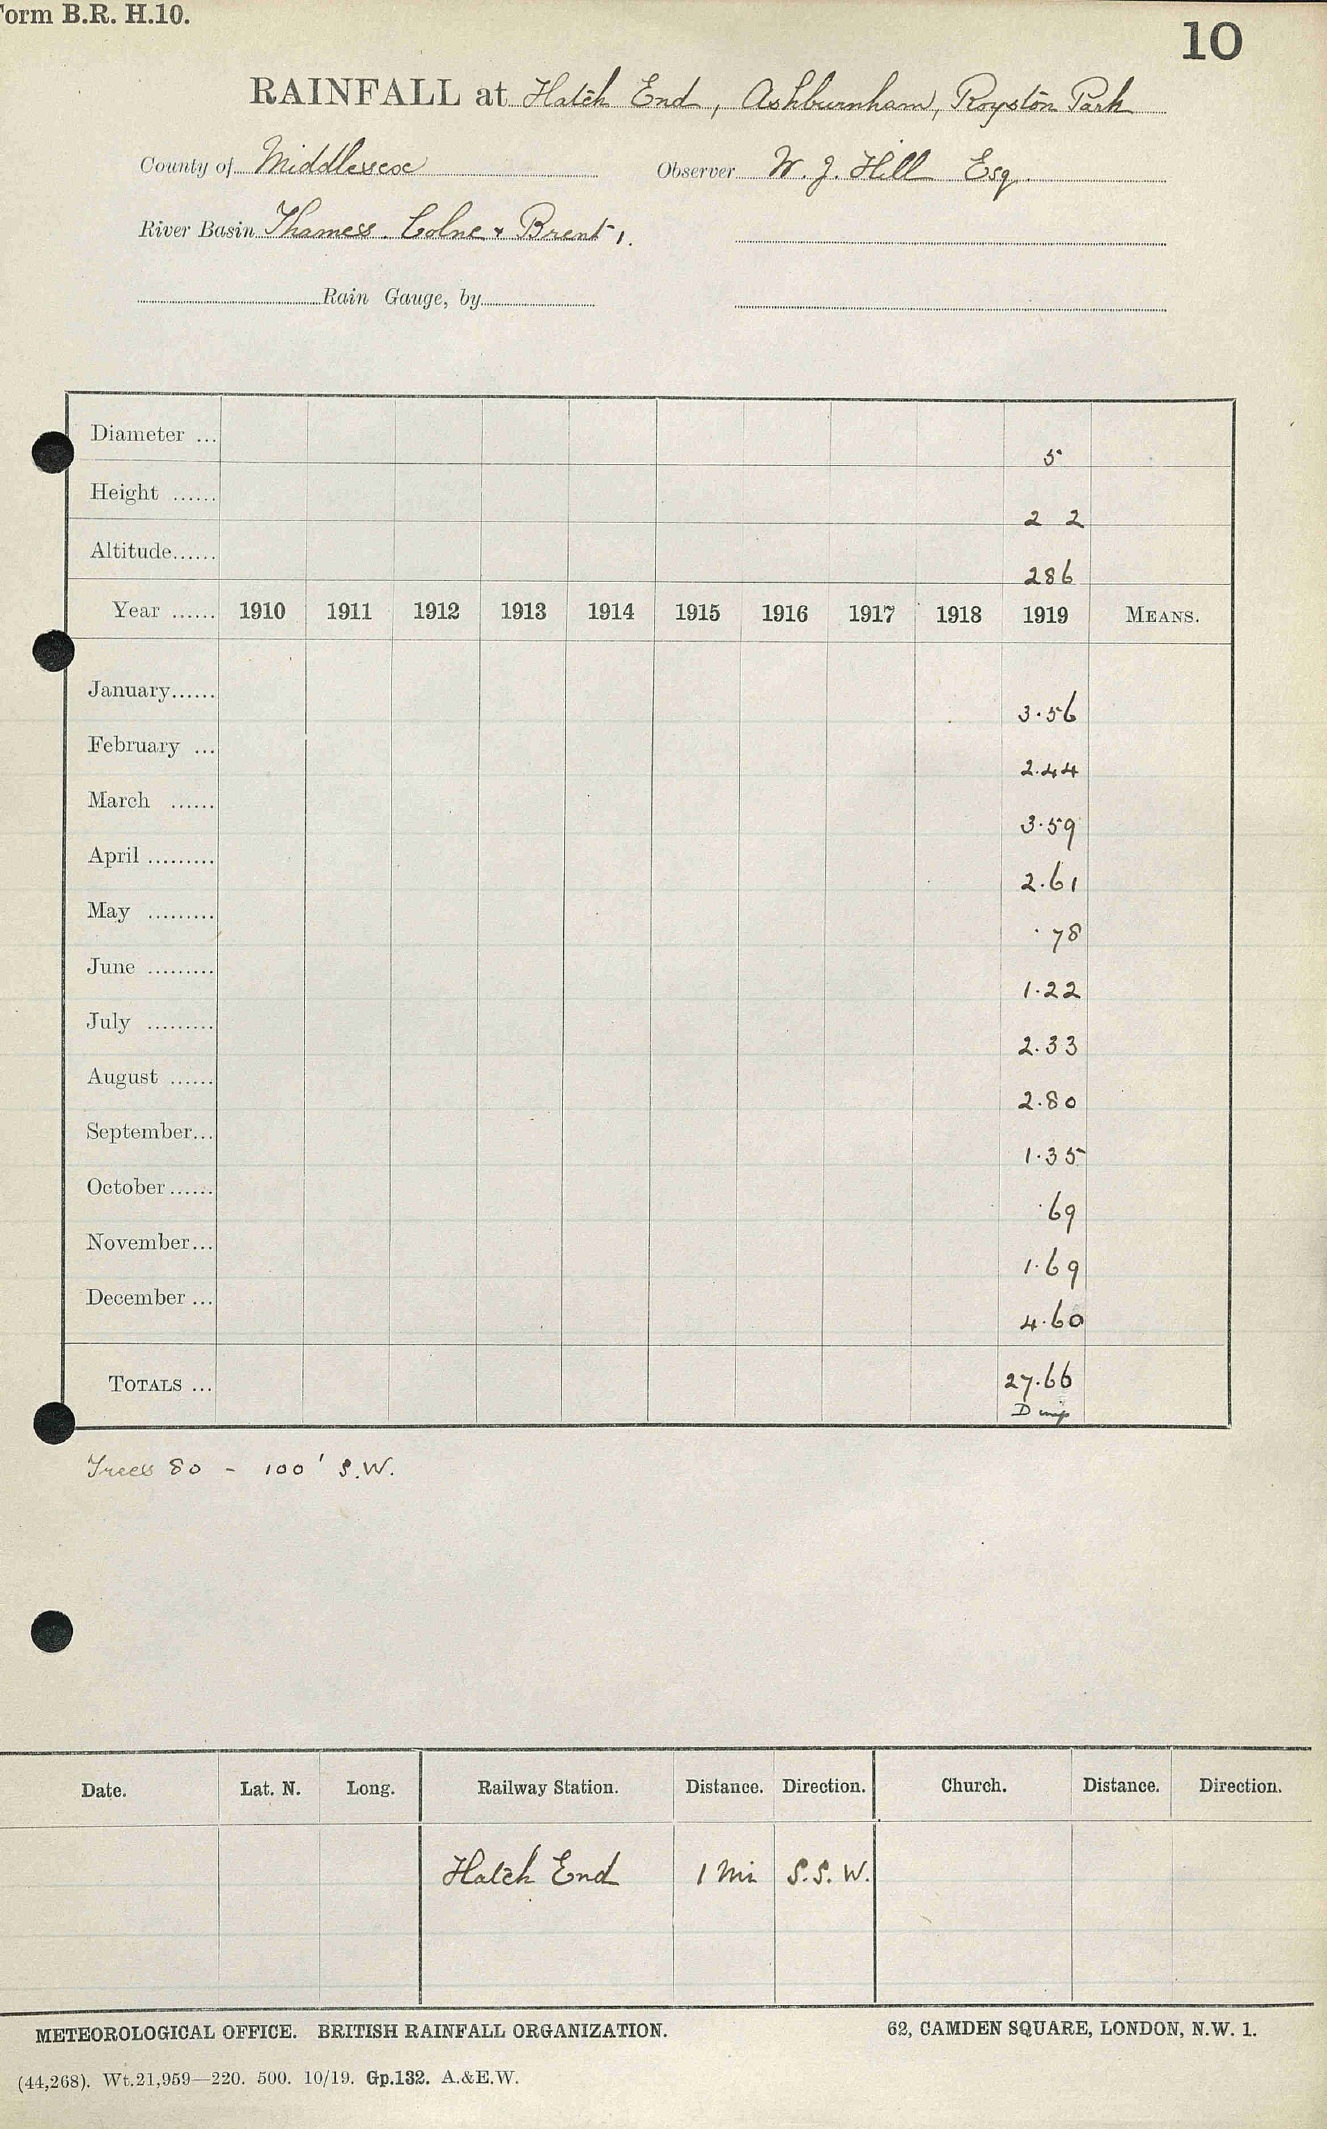 Form B.R. H.10.
10
RAINFALL at Hatch End, Ashburnham, Royston Park
County of Middlesex Observer W. J. Hill Esq.
River Basin Thames. Colne & Brent 1.
Rain Gauge, by
Diameter ... 5
Height ...... 2 2
Altitude...... 286
Year ...... 1910 1911 1912 1913 1914 1915 1916 1917 1918 1919 MEANS.
January...... 3.56
February ... 2.44
March ...... 3.59
April ......... 2.61
May ......... .78
June ......... 1.22
July ......... 2.33
August ...... 2.80
September... 1.35
October...... .69
November... 1.69
December ... 4.60
TOTALS ... 27.66
Trees 80 - 100' S.W.
Date. Lat. N. Long. Railway Station. Distance. Direction. Church. Distance. Direction.
Hatch End 1 Mi S.S.W.
METEOROLOGICAL OFFICE. BRITISH RAINFALL ORGANIZATION. 62, CAMDEN SQUARE, LONDON, N.W. 1.
(44,268). Wt.21,959—220. 500. 10/19. Gp.132. A.&E.W.